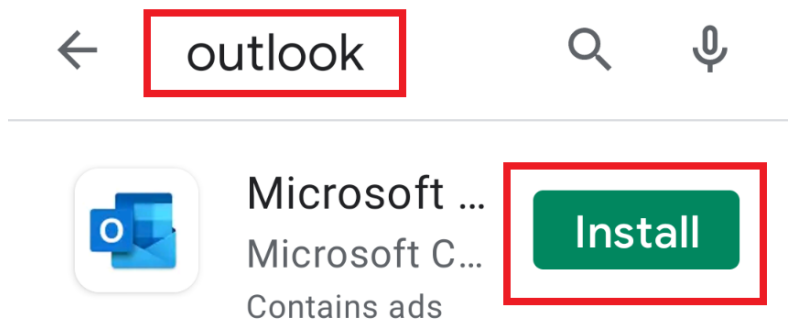 outlook
Microsoft ...
Install
Microsoft C...
Contains ads